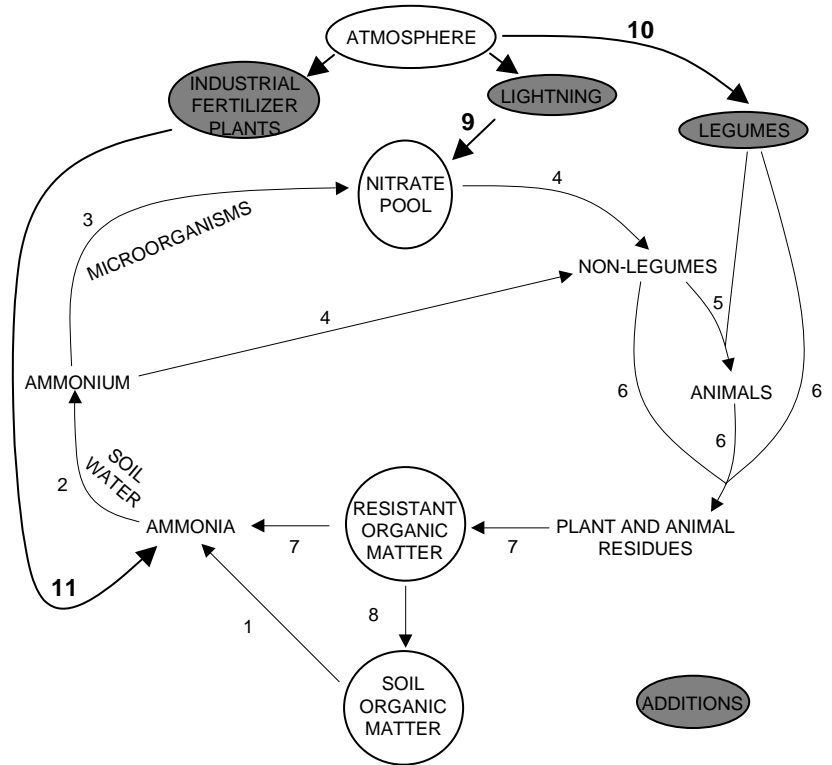 ATMOSPHERE
10
INDUSTRIAL
FERTILIZER
PLANTS
LIGHTNING
LEGUMES
9
NITRATE
POOL
4
3
MICROORGANISMS
NON-LEGUMES
5
4
AMMONIUM
ANIMALS
6
6
6
SOIL
WATER
2
AMMONIA
RESISTANT
ORGANIC
MATTER
PLANT AND ANIMAL
RESIDUES
7
7
11
8
1
SOIL
ORGANIC
MATTER
ADDITIONS